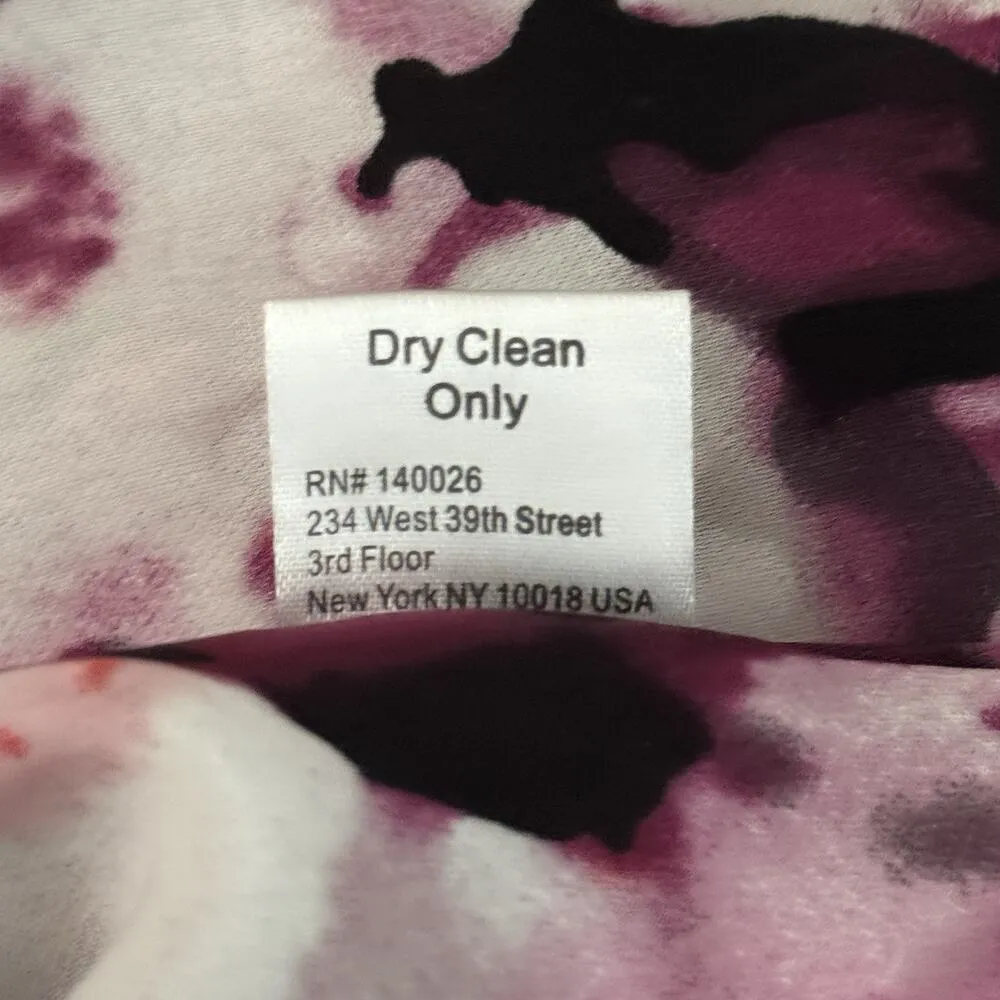 Dry Clean
Only
RN# 140026
234 West 39th Street
3rd Floor
New York NY 10018 USA